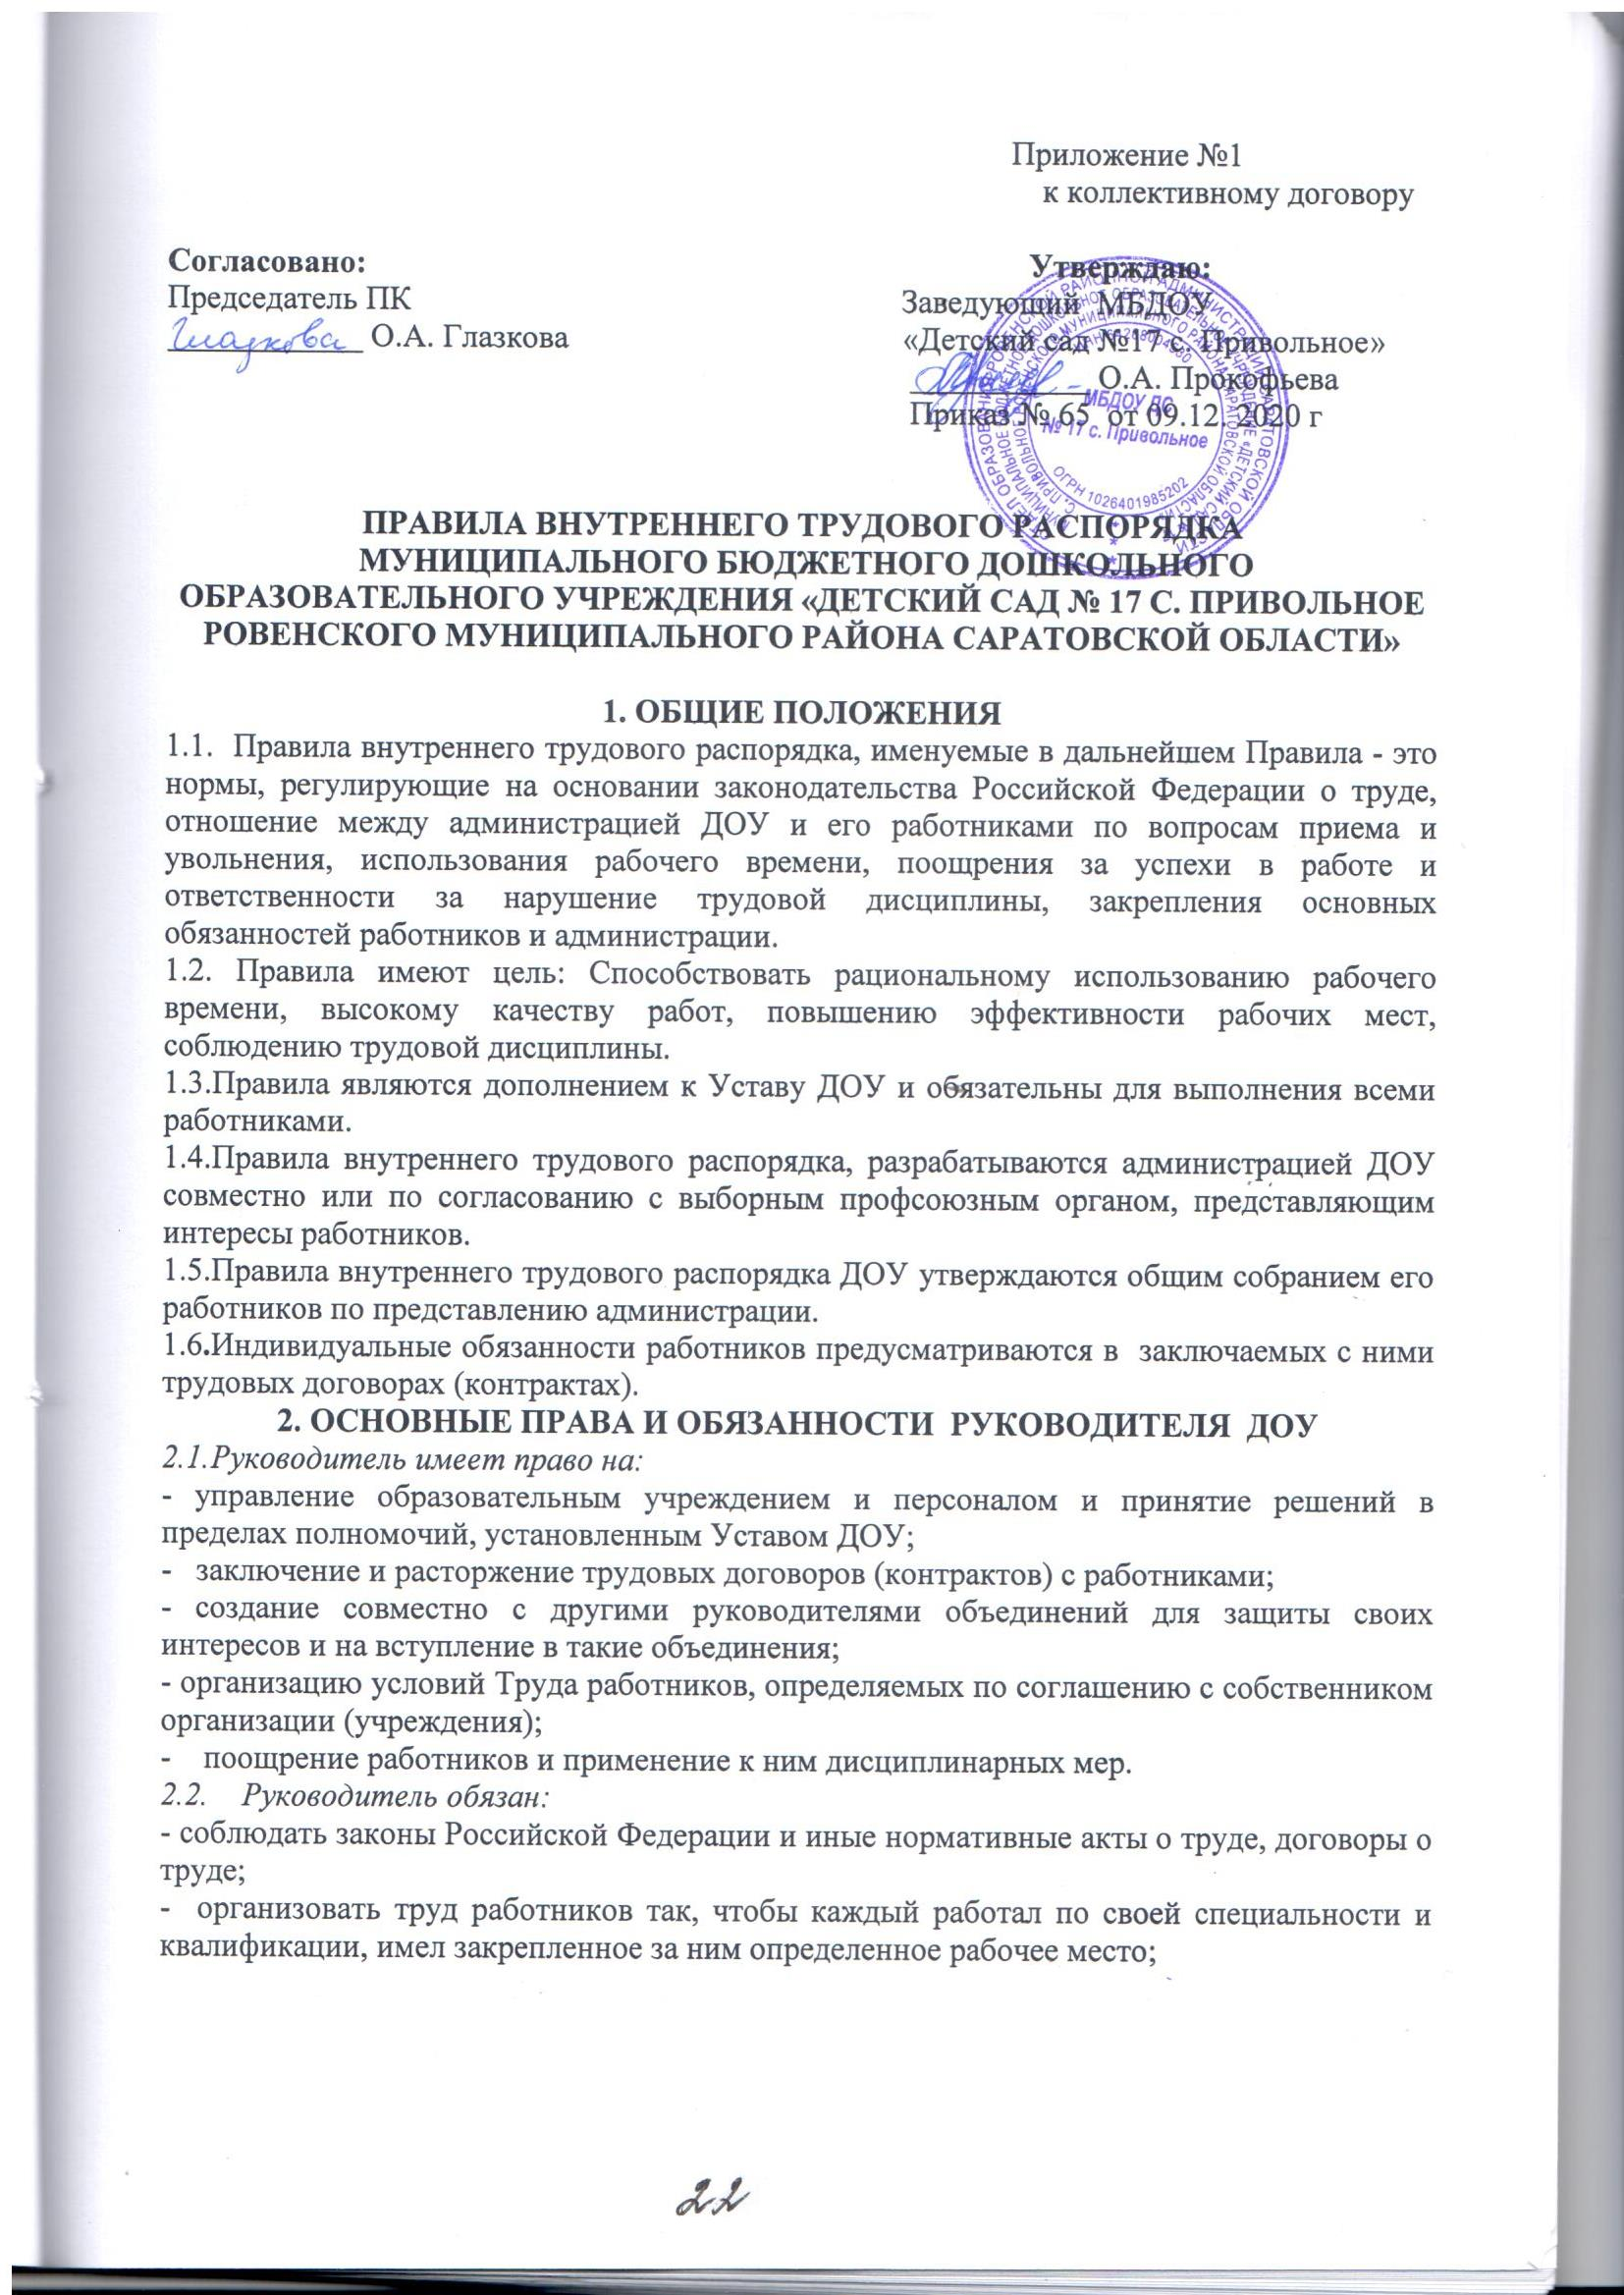 Приложение №1
к коллективному договору
Согласовано:
Председатель ПК
Глазкова О.А. Глазкова
Утверждаю:
Заведующий МБДОУ
«Детский сад №17 с. Привольное»
О.А. Прокофьева
Приказ № 65 от 09.12. 2020 г
МБДОУ ДС
№ 17 с. Привольное
ОГРН 1026401985202
ПРАВИЛА ВНУТРЕННЕГО ТРУДОВОГО РАСПОРЯДКА
МУНИЦИПАЛЬНОГО БЮДЖЕТНОГО ДОШКОЛЬНОГО
ОБРАЗОВАТЕЛЬНОГО УЧРЕЖДЕНИЯ «ДЕТСКИЙ САД № 17 С. ПРИВОЛЬНОЕ
РОВЕНСКОГО МУНИЦИПАЛЬНОГО РАЙОНА САРАТОВСКОЙ ОБЛАСТИ»
1. ОБЩИЕ ПОЛОЖЕНИЯ
1.1. Правила внутреннего трудового распорядка, именуемые в дальнейшем Правила - это
нормы, регулирующие на основании законодательства Российской Федерации о труде,
отношение между администрацией ДОУ и его работниками по вопросам приема и
увольнения, использования рабочего времени, поощрения за успехи в работе и
ответственности за нарушение трудовой дисциплины, закрепления основных
обязанностей работников и администрации.
1.2. Правила имеют цель: Способствовать рациональному использованию рабочего
времени, высокому качеству работ, повышению эффективности рабочих мест,
соблюдению трудовой дисциплины.
1.3.Правила являются дополнением к Уставу ДОУ и обязательны для выполнения всеми
работниками.
1.4.Правила внутреннего трудового распорядка, разрабатываются администрацией ДОУ
совместно или по согласованию с выборным профсоюзным органом, представляющим
интересы работников.
1.5.Правила внутреннего трудового распорядка ДОУ утверждаются общим собранием его
работников по представлению администрации.
1.6.Индивидуальные обязанности работников предусматриваются в заключаемых с ними
трудовых договорах (контрактах).
2. ОСНОВНЫЕ ПРАВА И ОБЯЗАННОСТИ РУКОВОДИТЕЛЯ ДОУ
2.1.Руководитель имеет право на:
- управление образовательным учреждением и персоналом и принятие решений в
пределах полномочий, установленным Уставом ДОУ;
- заключение и расторжение трудовых договоров (контрактов) с работниками;
- создание совместно с другими руководителями объединений для защиты своих
интересов и на вступление в такие объединения;
- организацию условий Труда работников, определяемых по соглашению с собственником
организации (учреждения);
- поощрение работников и применение к ним дисциплинарных мер.
2.2. Руководитель обязан:
- соблюдать законы Российской Федерации и иные нормативные акты о труде, договоры о
труде;
- организовать труд работников так, чтобы каждый работал по своей специальности и
квалификации, имел закрепленное за ним определенное рабочее место;
22